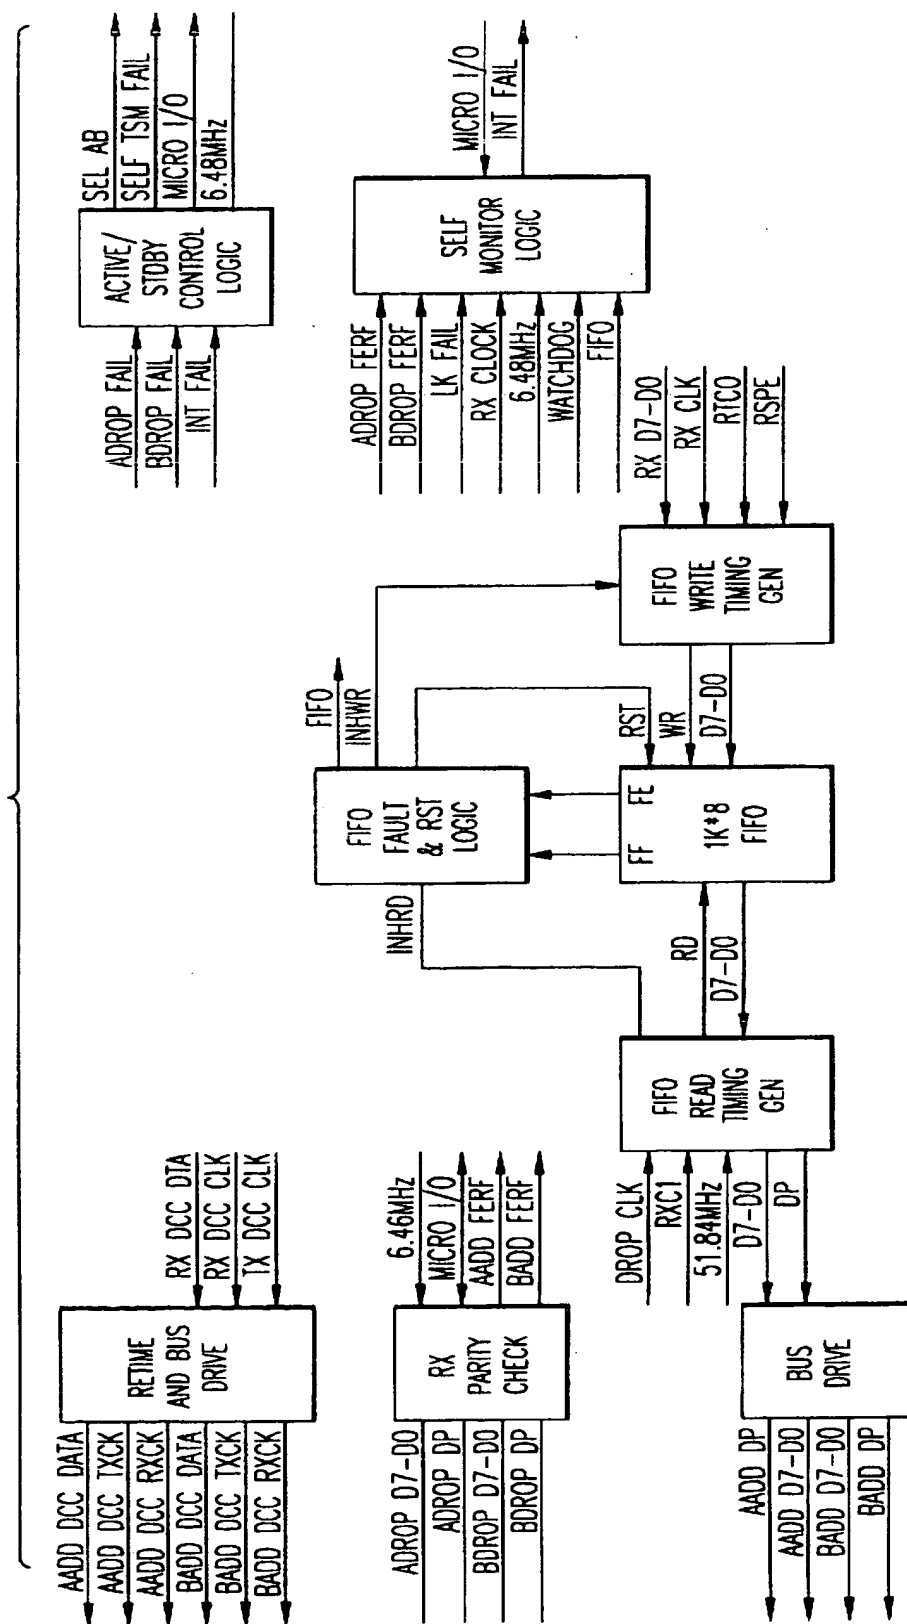 AADD DCC DATA
AADD DCC TXCK
AADD DCC RXCK
BADD DCC DATA
BADD DCC TXCK
BADD DCC RXCK
RETIME
AND BUS
DRIVE
RX DCC DTA
RX DCC CLK
TX DCC CLK
ADROP FAIL
BDROP FAIL
INT FAIL
ACTIVE/
STDBY
CONTROL
LOGIC
SEL AB
SELF TSM FAIL
MICRO I/O
6.48MHz
ADROP D7-D0
ADROP DP
BDROP D7-D0
BDROP DP
RX
PARITY
CHECK
6.46MHz
MICRO I/O
AADD FERF
BADD FERF
FIFO
FAULT
& RST
LOGIC
FIFO
INHWR
INHRD
ADROP FERF
BDROP FERF
LK FAIL
RX CLOCK
6.48MHz
WATCHDOG
FIFO
SELF
MONITOR
LOGIC
MICRO I/O
INT FAIL
AADD DP
AADD D7-D0
BADD D7-D0
BADD DP
BUS
DRIVE
DROP CLK
RXC1
51.84MHz
D7-D0
DP
FIFO
READ
TIMING
GEN
RD
D7-D0
FF
FE
1K*8
FIFO
RST
WR
D7-D0
FIFO
WRITE
TIMING
GEN
RX D7-D0
RX CLK
RTCO
RSPE